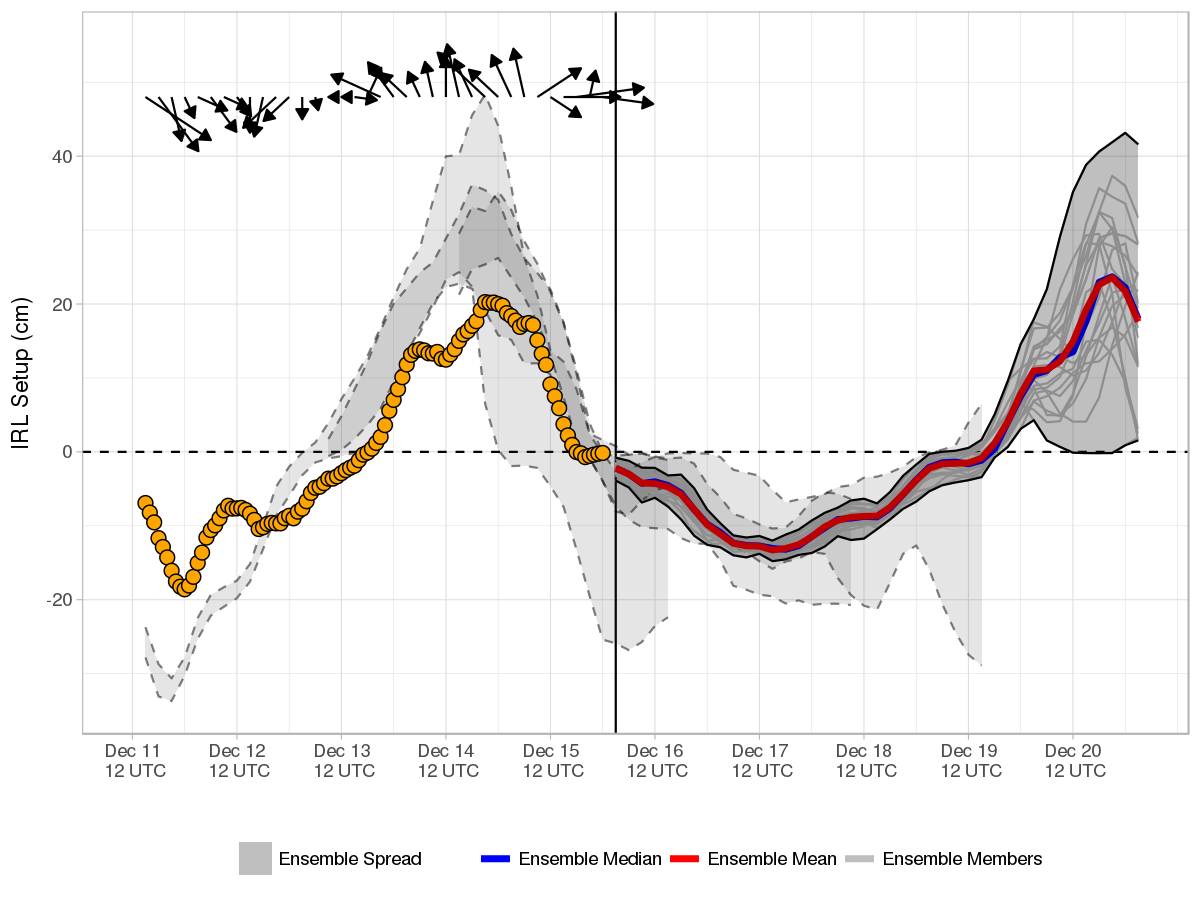 IRL Setup (cm)
40
20
0
-20
Dec 11 Dec 12 Dec 13 Dec 14 Dec 15 Dec 16 Dec 17 Dec 18 Dec 19 Dec 20
12 UTC 12 UTC 12 UTC 12 UTC 12 UTC 12 UTC 12 UTC 12 UTC 12 UTC 12 UTC
Ensemble Spread Ensemble Median Ensemble Mean Ensemble Members